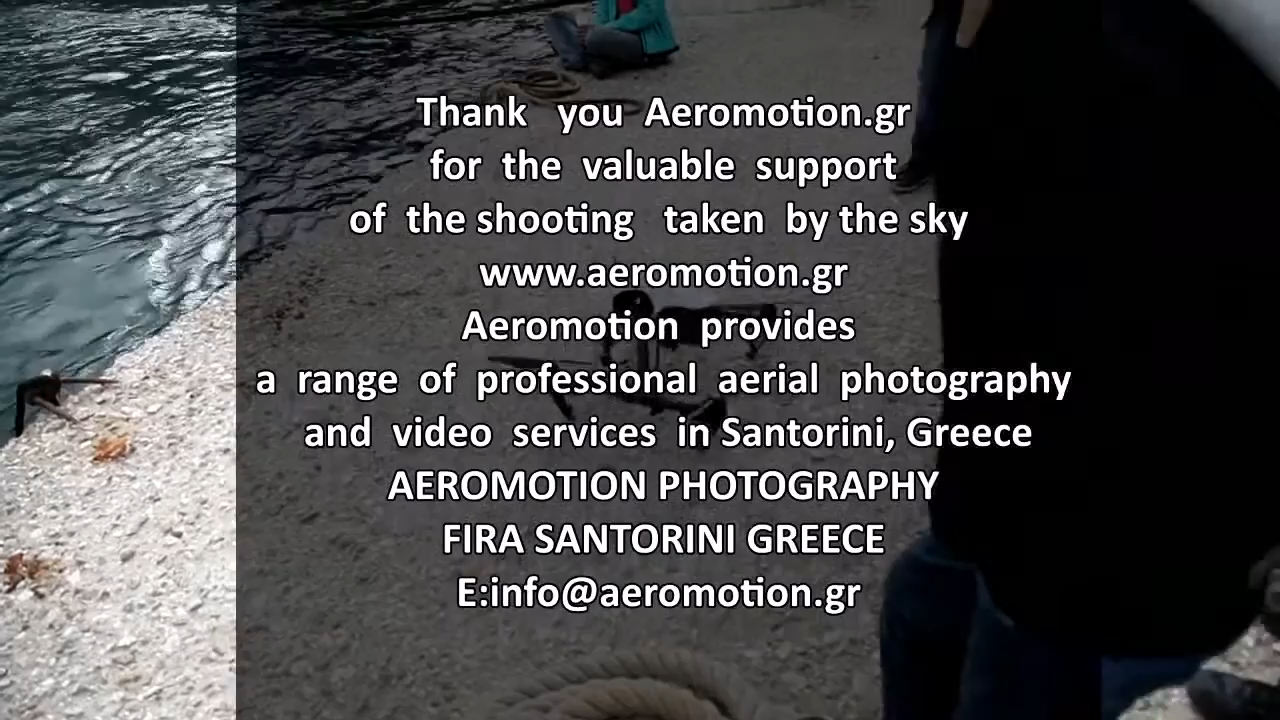 Thank you Aeromotion.gr
for the valuable support
of the shooting taken by the sky
www.aeromotion.gr
Aeromotion provides
a range of professional aerial photography
and video services in Santorini, Greece
AEROMOTION PHOTOGRAPHY
FIRA SANTORINI GREECE
E:info@aeromotion.gr